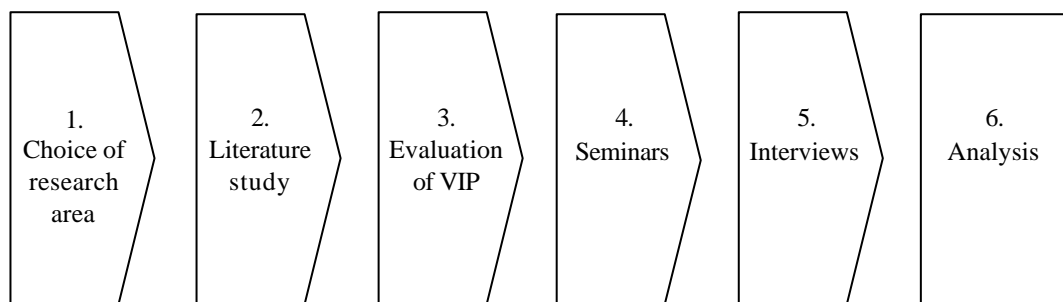 1.
Choice of
research
area
2.
Literature
study
3.
Evaluation
of VIP
4.
Seminars
5.
Interviews
6.
Analysis